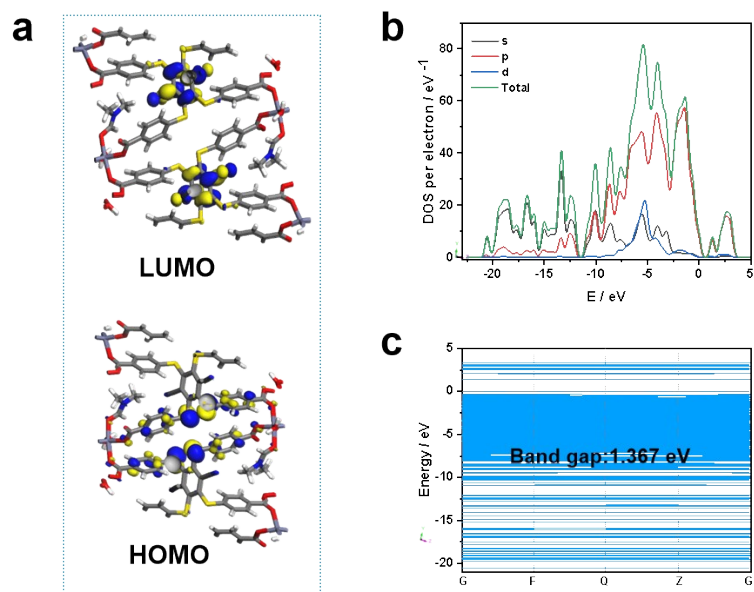 a
LUMO
HOMO
b
s
p
d
Total
DOS per electron / eV⁻¹
80
60
40
20
0
-20
-15
-10
-5
0
5
E / eV
c
Energy / eV
5
0
-5
-10
-15
-20
Band gap:1.367 eV
G
F
Q
Z
G